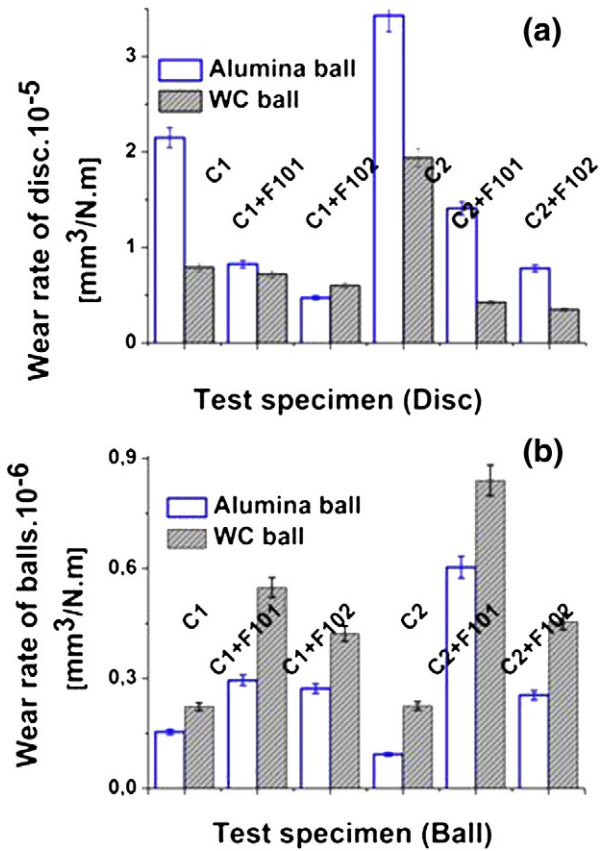 (a)
3
2
1
0
Wear rate of disc.10-5
[mm3/N.m]
Alumina ball
WC ball
C1
C1+F101
C1+F102
C2
C2+F101
C2+F102
Test specimen (Disc)
(b)
0,9
0,6
0,3
0,0
Wear rate of balls.10-6
[mm3/N.m]
Alumina ball
WC ball
C1
C1+F101
C1+F102
C2
C2+F101
C2+F102
Test specimen (Ball)